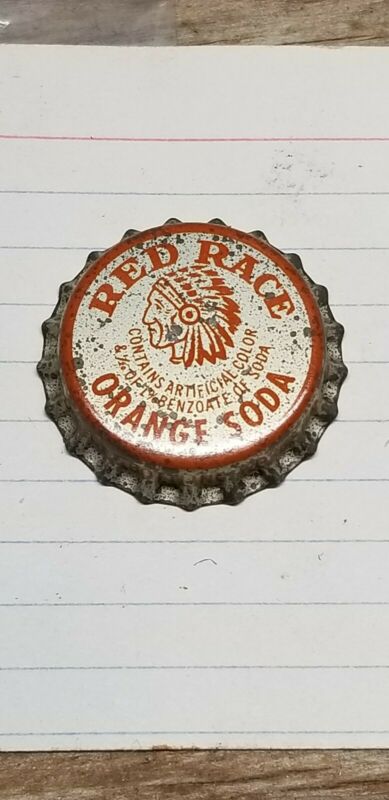 RED RACE
CONTAINS ARTIFICIAL COLOR
& 1/10 OF 1% BENZOATE OF SODA
ORANGE SODA